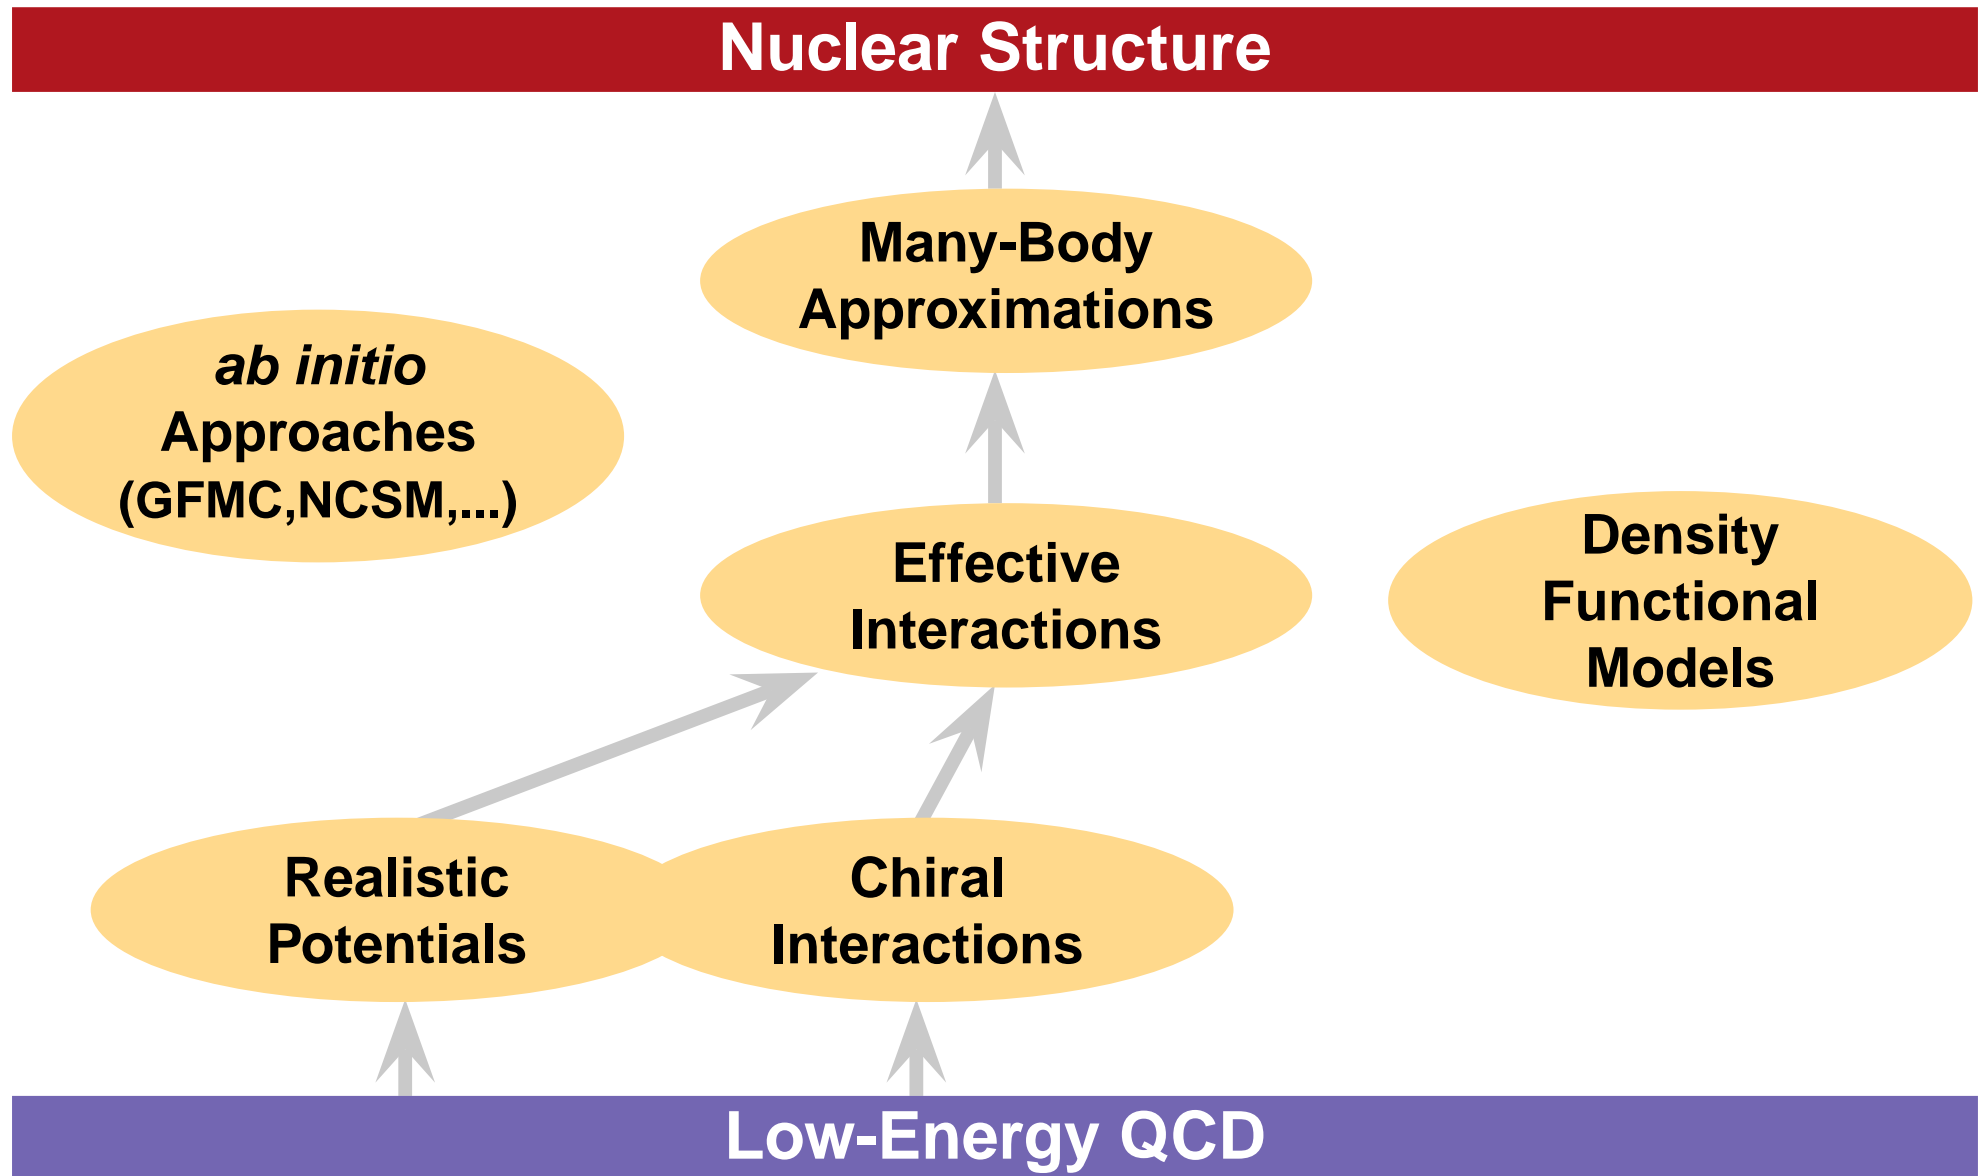 Nuclear Structure
Many-Body
Approximations
ab initio
Approaches
(GFMC,NCSM,...)
Effective
Interactions
Density
Functional
Models
Realistic
Potentials
Chiral
Interactions
Low-Energy QCD